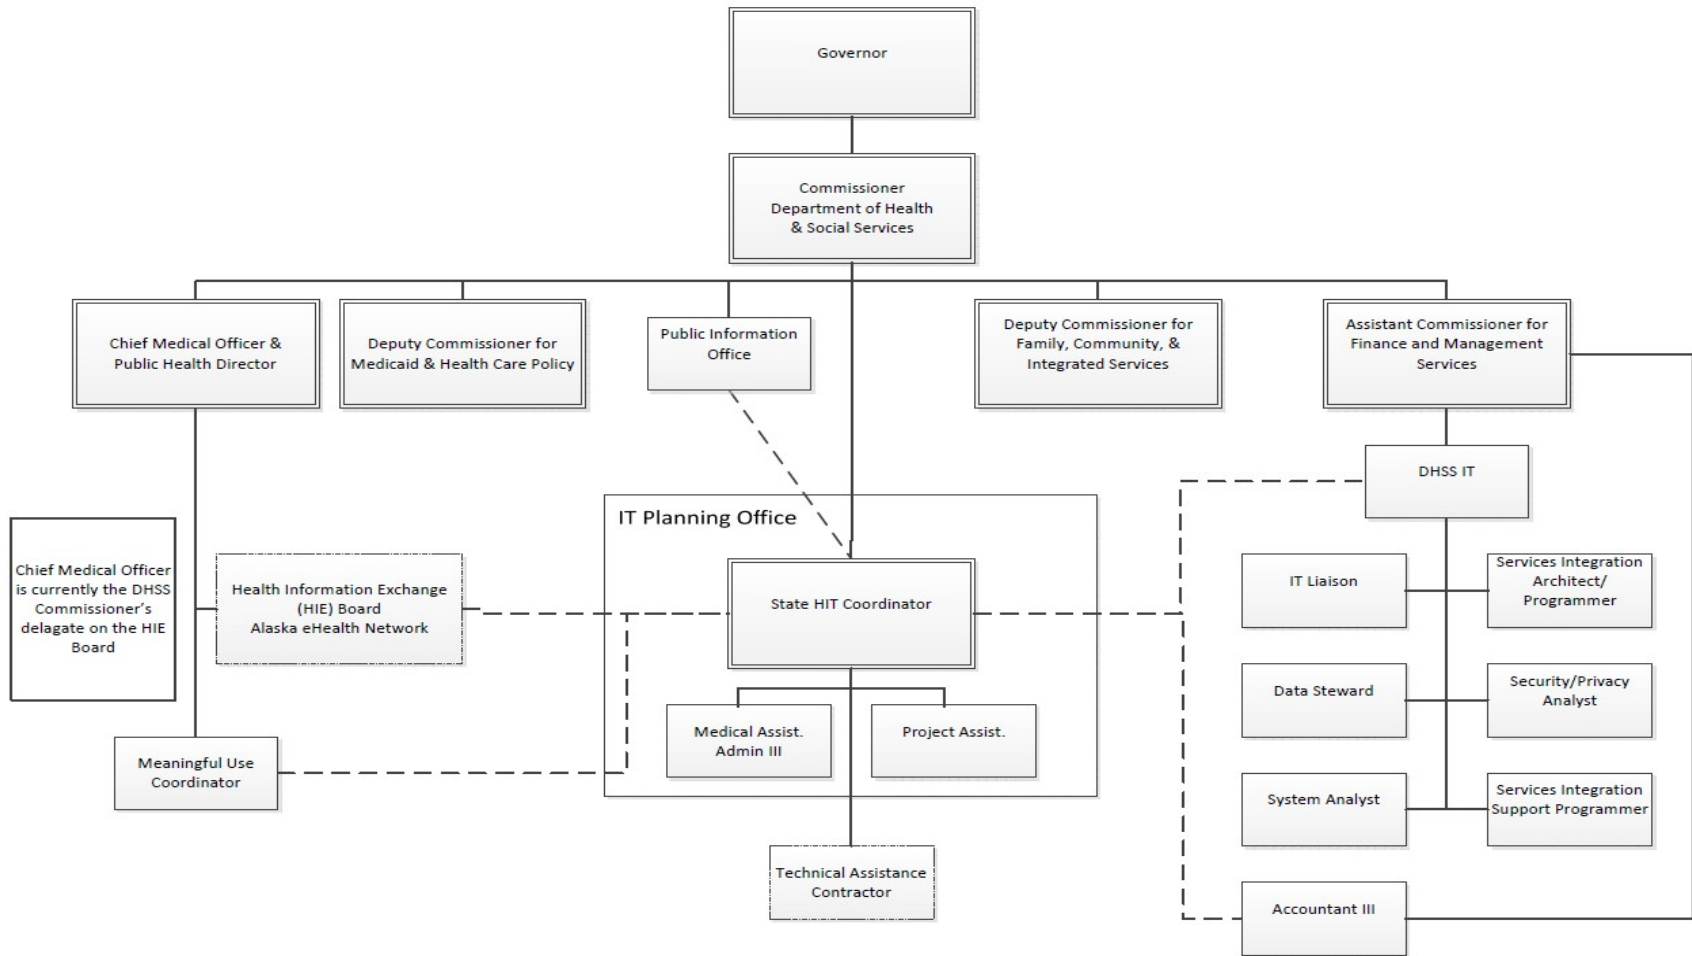 Governor
Commissioner
Department of Health
& Social Services
Chief Medical Officer &
Public Health Director
Deputy Commissioner for
Medicaid & Health Care Policy
Public Information
Office
Deputy Commissioner for
Family, Community, &
Integrated Services
Assistant Commissioner for
Finance and Management
Services
DHSS IT
IT Planning Office
Chief Medical Officer
is currently the DHSS
Commissioner's
delagate on the HIE
Board
Health Information Exchange
(HIE) Board
Alaska eHealth Network
State HIT Coordinator
IT Liaison
Services Integration
Architect/
Programmer
Data Steward
Security/Privacy
Analyst
Medical Assist.
Admin III
Project Assist.
Meaningful Use
Coordinator
System Analyst
Services Integration
Support Programmer
Technical Assistance
Contractor
Accountant III